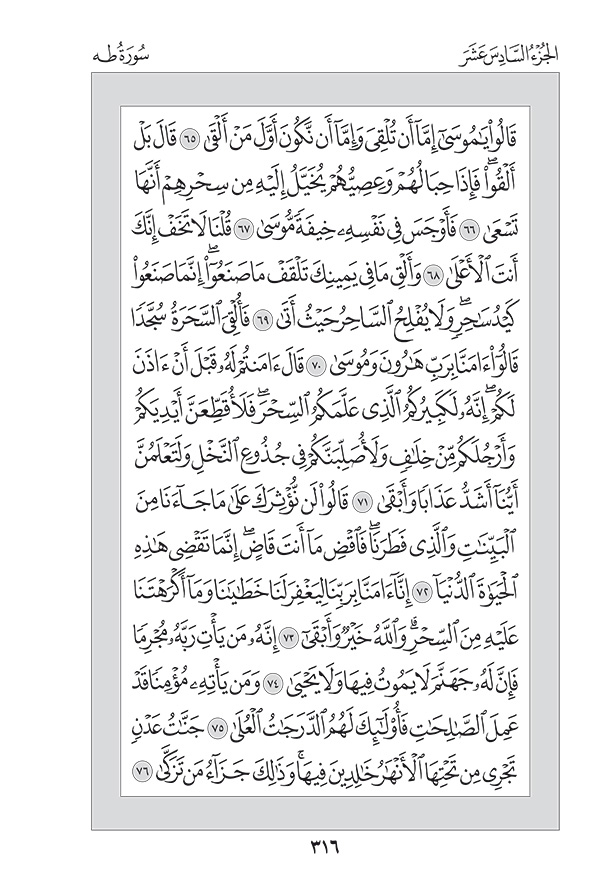 الجُزْءُ السَّادِسَ عَشَرَ
سُورَةُ طه
قَالُوا۟ يَـٰمُوسَىٰٓ إِمَّآ أَن تُلْقِىَ وَإِمَّآ أَن نَّكُونَ أَوَّلَ مَنْ أَلْقَىٰ ٦٥ قَالَ بَلْ
أَلْقُوا۟ ۖ فَإِذَا حِبَالُهُمْ وَعِصِيُّهُمْ يُخَيَّلُ إِلَيْهِ مِن سِحْرِهِمْ أَنَّهَا
تَسْعَىٰ ٦٦ فَأَوْجَسَ فِى نَفْسِهِۦ خِيفَةً مُّوسَىٰ ٦٧ قُلْنَا لَا تَخَفْ إِنَّكَ
أَنتَ ٱلْأَعْلَىٰ ٦٨ وَأَلْقِ مَا فِى يَمِينِكَ تَلْقَفْ مَا صَنَعُوٓا۟ ۖ إِنَّمَا صَنَعُوا۟
كَيْدُ سَـٰحِرٍ ۖ وَلَا يُفْلِحُ ٱلسَّاحِرُ حَيْثُ أَتَىٰ ٦٩ فَأُلْقِىَ ٱلسَّحَرَةُ سُجَّدًا
قَالُوٓا۟ ءَامَنَّا بِرَبِّ هَـٰرُونَ وَمُوسَىٰ ٧٠ قَالَ ءَامَنتُمْ لَهُۥ قَبْلَ أَنْ ءَاذَنَ
لَكُمْ ۖ إِنَّهُۥ لَكَبِيرُكُمُ ٱلَّذِى عَلَّمَكُمُ ٱلسِّحْرَ ۖ فَلَأُقَطِّعَنَّ أَيْدِيَكُمْ
وَأَرْجُلَكُم مِّنْ خِلَـٰفٍ وَلَأُصَلِّبَنَّكُمْ فِى جُذُوعِ ٱلنَّخْلِ وَلَتَعْلَمُنَّ
أَيُّنَآ أَشَدُّ عَذَابًا وَأَبْقَىٰ ٧١ قَالُوا۟ لَن نُّؤْثِرَكَ عَلَىٰ مَا جَآءَنَا مِنَ
ٱلْبَيِّنَـٰتِ وَٱلَّذِى فَطَرَنَا ۖ فَٱقْضِ مَآ أَنتَ قَاضٍ ۖ إِنَّمَا تَقْضِى هَـٰذِهِ
ٱلْحَيَوٰةَ ٱلدُّنْيَآ ٧٢ إِنَّآ ءَامَنَّا بِرَبِّنَا لِيَغْفِرَ لَنَا خَطَـٰيَـٰنَا وَمَآ أَكْرَهْتَنَا
عَلَيْهِ مِنَ ٱلسِّحْرِ ۗ وَٱللَّهُ خَيْرٌ وَأَبْقَىٰٓ ٧٣ إِنَّهُۥ مَن يَأْتِ رَبَّهُۥ مُجْرِمًا
فَإِنَّ لَهُۥ جَهَنَّمَ لَا يَمُوتُ فِيهَا وَلَا يَحْيَىٰ ٧٤ وَمَن يَأْتِهِۦ مُؤْمِنًا قَدْ
عَمِلَ ٱلصَّـٰلِحَـٰتِ فَأُو۟لَـٰٓئِكَ لَهُمُ ٱلدَّرَجَـٰتُ ٱلْعُلَىٰ ٧٥ جَنَّـٰتُ عَدْنٍ
تَجْرِى مِن تَحْتِهَا ٱلْأَنْهَـٰرُ خَـٰلِدِينَ فِيهَا ۚ وَذَٰلِكَ جَزَآءُ مَن تَزَكَّىٰ ٧٦
٣١٦